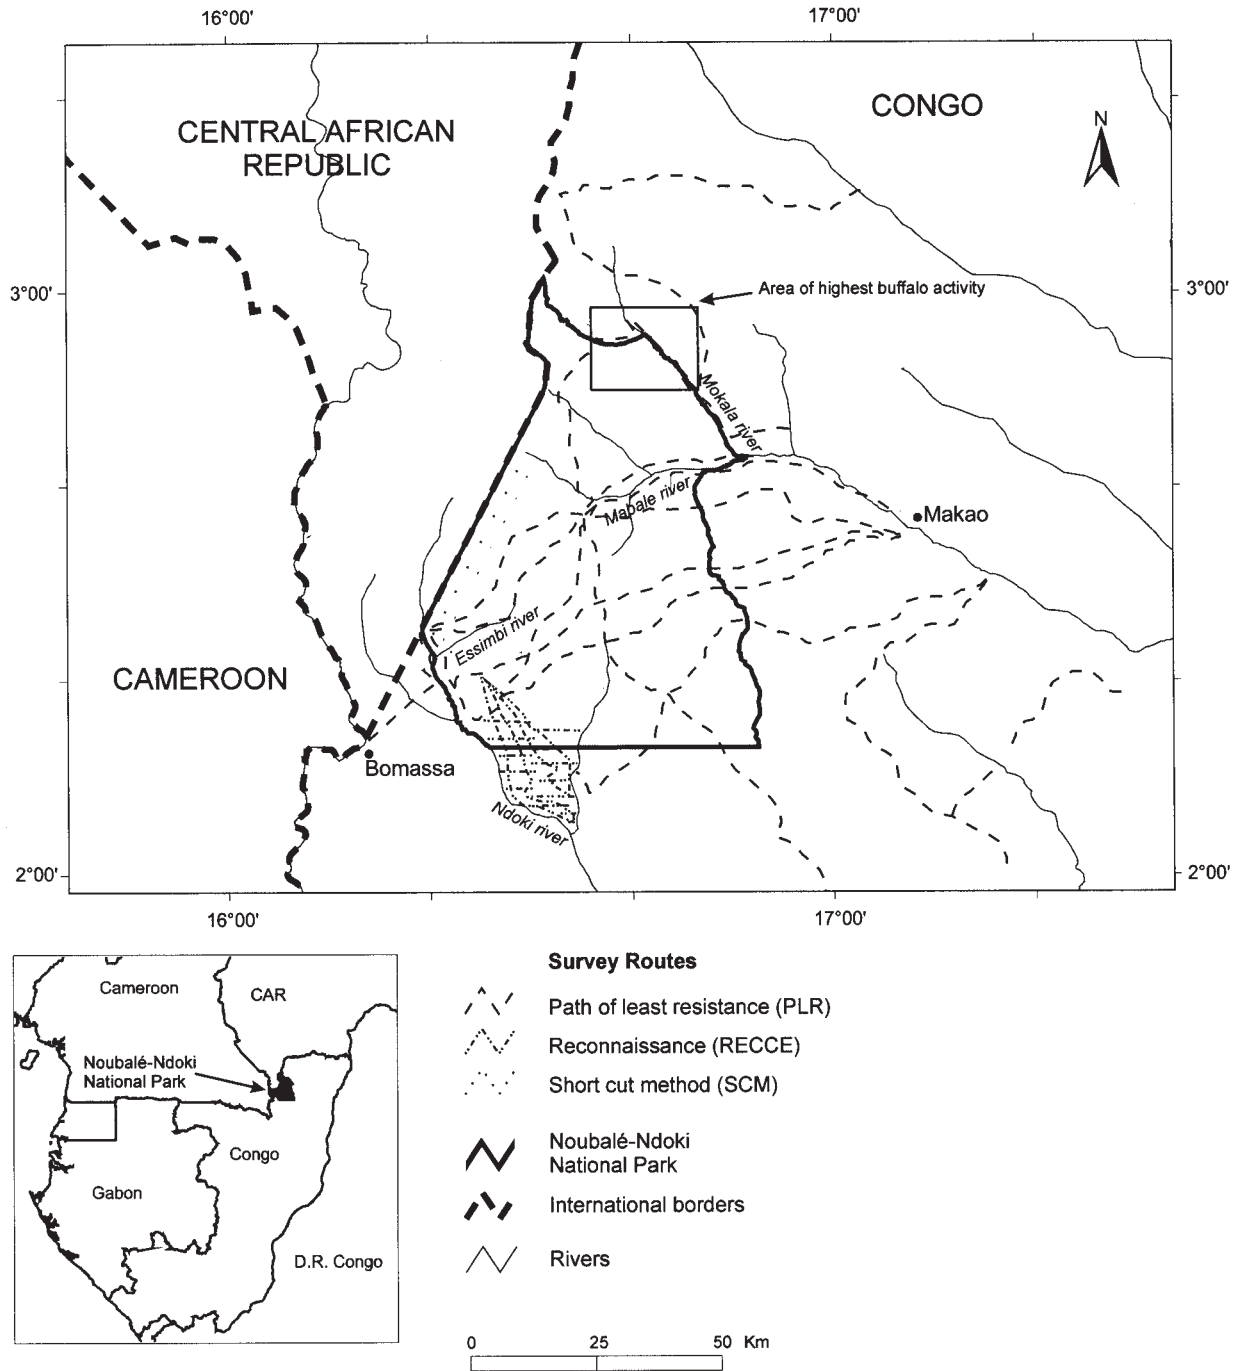 16°00'
17°00'
CONGO
CENTRAL AFRICAN
REPUBLIC
N
3°00'
3°00'
Area of highest buffalo activity
Mokala river
Mabale river
Makao
Essimbi river
CAMEROON
Bomassa
Ndoki river
2°00'
2°00'
16°00'
17°00'
Cameroon
CAR
Noubalé-Ndoki
National Park
Congo
Gabon
D.R. Congo
Survey Routes
Path of least resistance (PLR)
Reconnaissance (RECCE)
Short cut method (SCM)
Noubalé-Ndoki
National Park
International borders
Rivers
0 25 50 Km